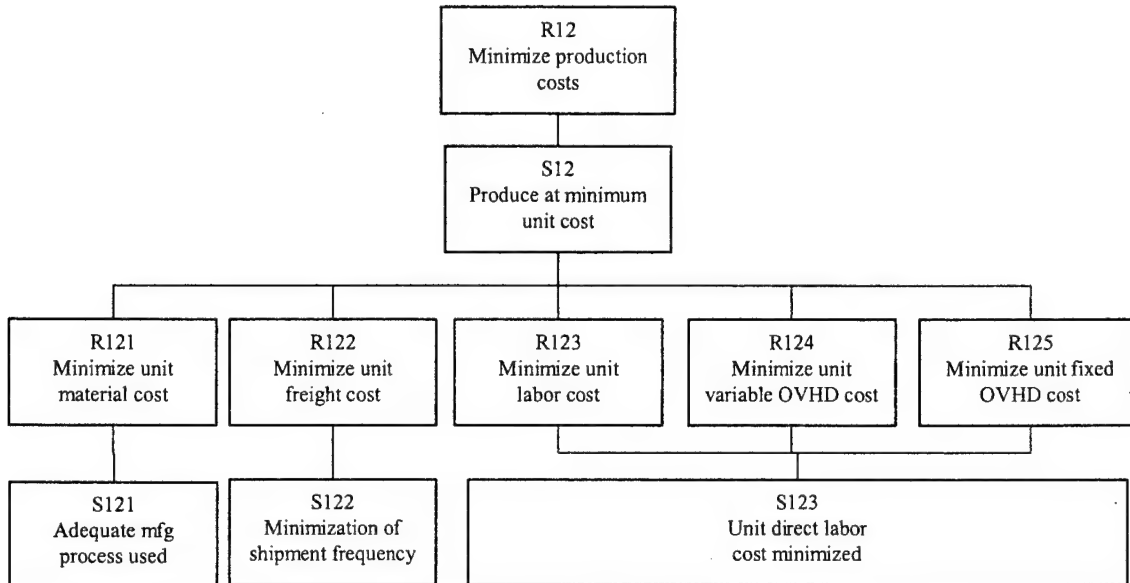 R12
Minimize production
costs
S12
Produce at minimum
unit cost
R121
Minimize unit
material cost
R122
Minimize unit
freight cost
R123
Minimize unit
labor cost
R124
Minimize unit
variable OVHD cost
R125
Minimize unit fixed
OVHD cost
S121
Adequate mfg
process used
S122
Minimization of
shipment frequency
S123
Unit direct labor
cost minimized